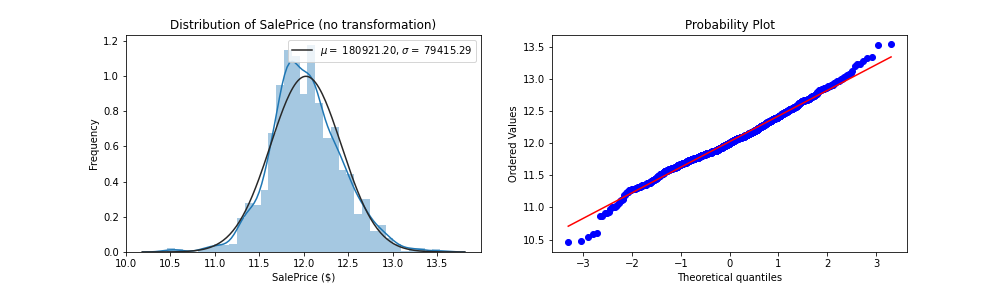 Distribution of SalePrice (no transformation)
μ = 180921.20, σ = 79415.29
Frequency
1.2
1.0
0.8
0.6
0.4
0.2
0.0
10.0 10.5 11.0 11.5 12.0 12.5 13.0 13.5
SalePrice ($)
Probability Plot
Ordered Values
13.5
13.0
12.5
12.0
11.5
11.0
10.5
−3 −2 −1 0 1 2 3
Theoretical quantiles